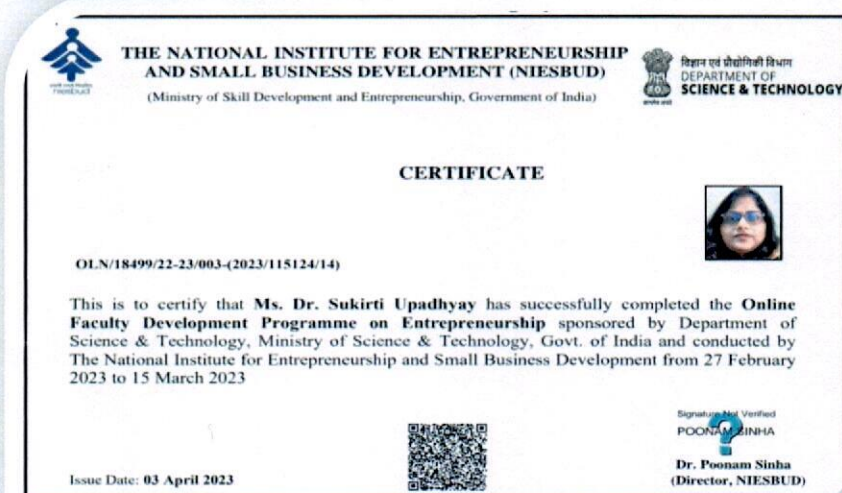 THE NATIONAL INSTITUTE FOR ENTREPRENEURSHIP
AND SMALL BUSINESS DEVELOPMENT (NIESBUD)
(Ministry of Skill Development and Entrepreneurship, Government of India)
niesbud
विज्ञान एवं प्रौद्योगिकी विभाग
DEPARTMENT OF
SCIENCE & TECHNOLOGY
CERTIFICATE
OLN/18499/22-23/003-(2023/115124/14)
This is to certify that Ms. Dr. Sukirti Upadhyay has successfully completed the Online
Faculty Development Programme on Entrepreneurship sponsored by Department of
Science & Technology, Ministry of Science & Technology, Govt. of India and conducted by
The National Institute for Entrepreneurship and Small Business Development from 27 February
2023 to 15 March 2023
Signature Not Verified
POONAM SINHA
Dr. Poonam Sinha
(Director, NIESBUD)
Issue Date: 03 April 2023